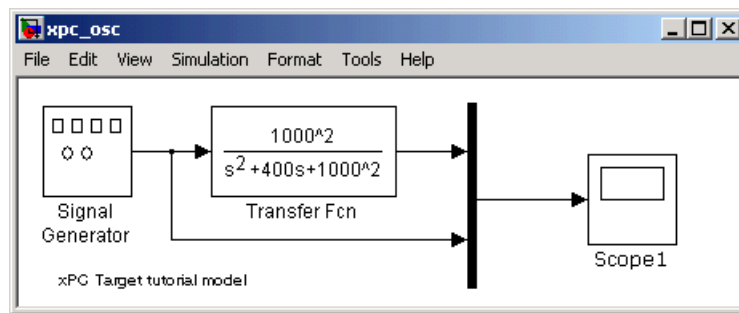 xpc_osc
File Edit View Simulation Format Tools Help
1000^2
s^2+400s+1000^2
Signal
Generator
Transfer Fcn
Scope1
xPC Target tutorial model